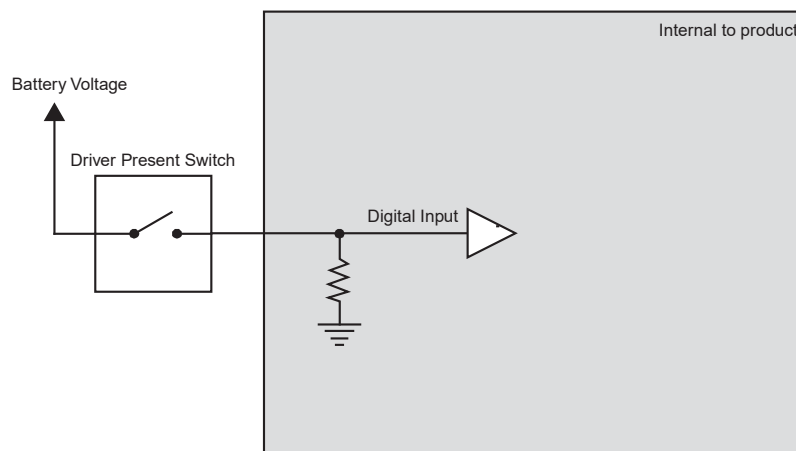 Internal to product
Battery Voltage
Driver Present Switch
Digital Input